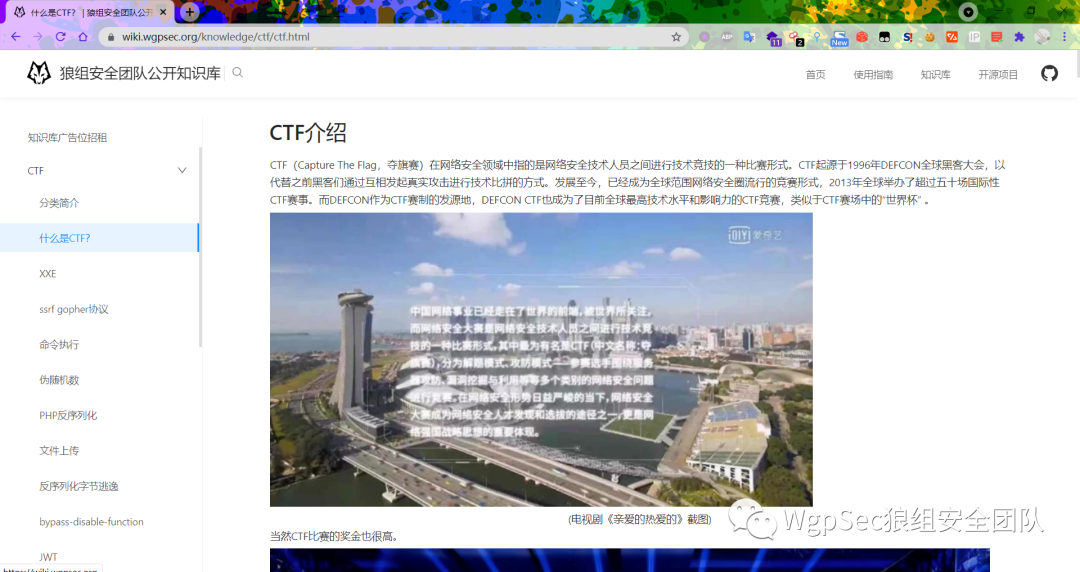 什么是CTF? | 狼组安全团队公开
wiki.wgpsec.org/knowledge/ctf/ctf.html
11
2
New
狼组安全团队公开知识库
首页
使用指南
知识库
开源项目
知识库广告位招租
CTF
分类简介
什么是CTF?
XXE
ssrf gopher协议
命令执行
伪随机数
PHP反序列化
文件上传
反序列化字节逃逸
bypass-disable-function
JWT
CTF介绍
CTF（Capture The Flag，夺旗赛）在网络安全领域中指的是网络安全技术人员之间进行技术竞技的一种比赛形式。CTF起源于1996年DEFCON全球黑客大会，以
代替之前黑客们通过互相发起真实攻击进行技术比拼的方式。发展至今，已经成为全球范围网络安全圈流行的竞赛形式，2013年全球举办了超过五十场国际性
CTF赛事。而DEFCON作为CTF赛制的发源地，DEFCON CTF也成为了目前全球最高技术水平和影响力的CTF竞赛，类似于CTF赛场中的“世界杯” 。
iQIYI 爱奇艺
中国网络事业已经走在了世界的前端，被世界所关注，
而网络安全大赛是网络安全技术人员之间进行技术竞
技的一种比赛形式，其中最为有名是CTF（中文名称：夺
旗赛），分为解题模式、攻防模式——参赛选手围绕服务
器攻防、漏洞挖掘与利用等等多个类别的网络安全问题
进行竞赛。在网络安全形势日益严峻的当下，网络安全
大赛成为网络安全人才发现和选拔的途径之一，更是网
络强国战略思想的重要体现。
(电视剧《亲爱的热爱的》截图)
WgpSec狼组安全团队
当然CTF比赛的奖金也很高。